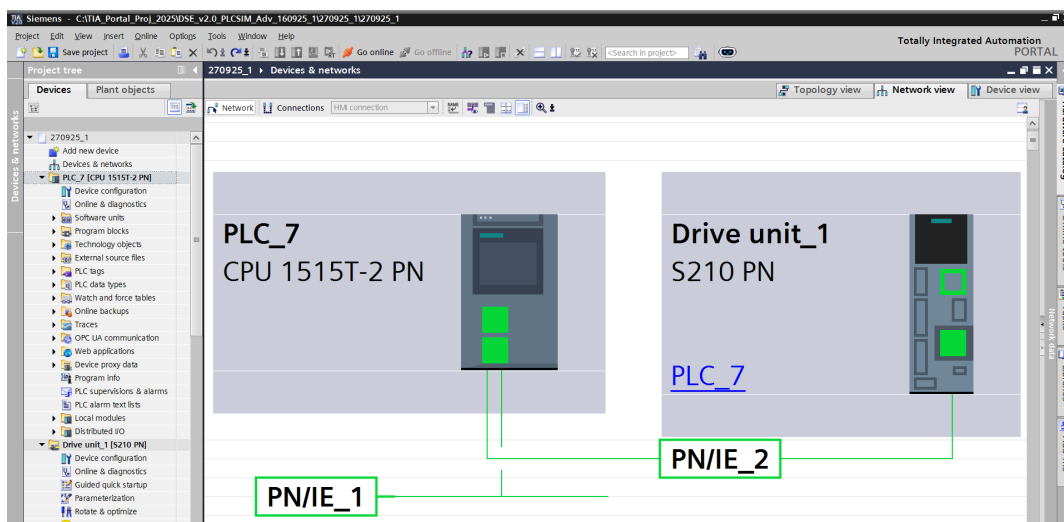 Siemens - C:\TIA_Portal_Proj_2025\DSE_v2.0_PLCSIM_Adv_160925_1\270925_1\270925_1
Project Edit View Insert Online Options Tools Window Help
Totally Integrated Automation
PORTAL
Save project
Go online
Go offline
<Search in project>
Project tree
270925_1 Devices & networks
Devices
Plant objects
Topology view
Network view
Device view
Network
Connections
HMI connection
Devices & networks
270925_1
Add new device
Devices & networks
PLC_7 [CPU 1515T-2 PN]
Device configuration
Online & diagnostics
Software units
Program blocks
Technology objects
External source files
PLC tags
PLC data types
Watch and force tables
Online backups
Traces
OPC UA communication
Web applications
Device proxy data
Program info
PLC supervisions & alarms
PLC alarm text lists
Local modules
Distributed I/O
Drive unit_1 [S210 PN]
Device configuration
Online & diagnostics
Guided quick startup
Parameterization
Rotate & optimize
PLC_7
CPU 1515T-2 PN
Drive unit_1
S210 PN
PLC_7
PN/IE_2
PN/IE_1
Network data